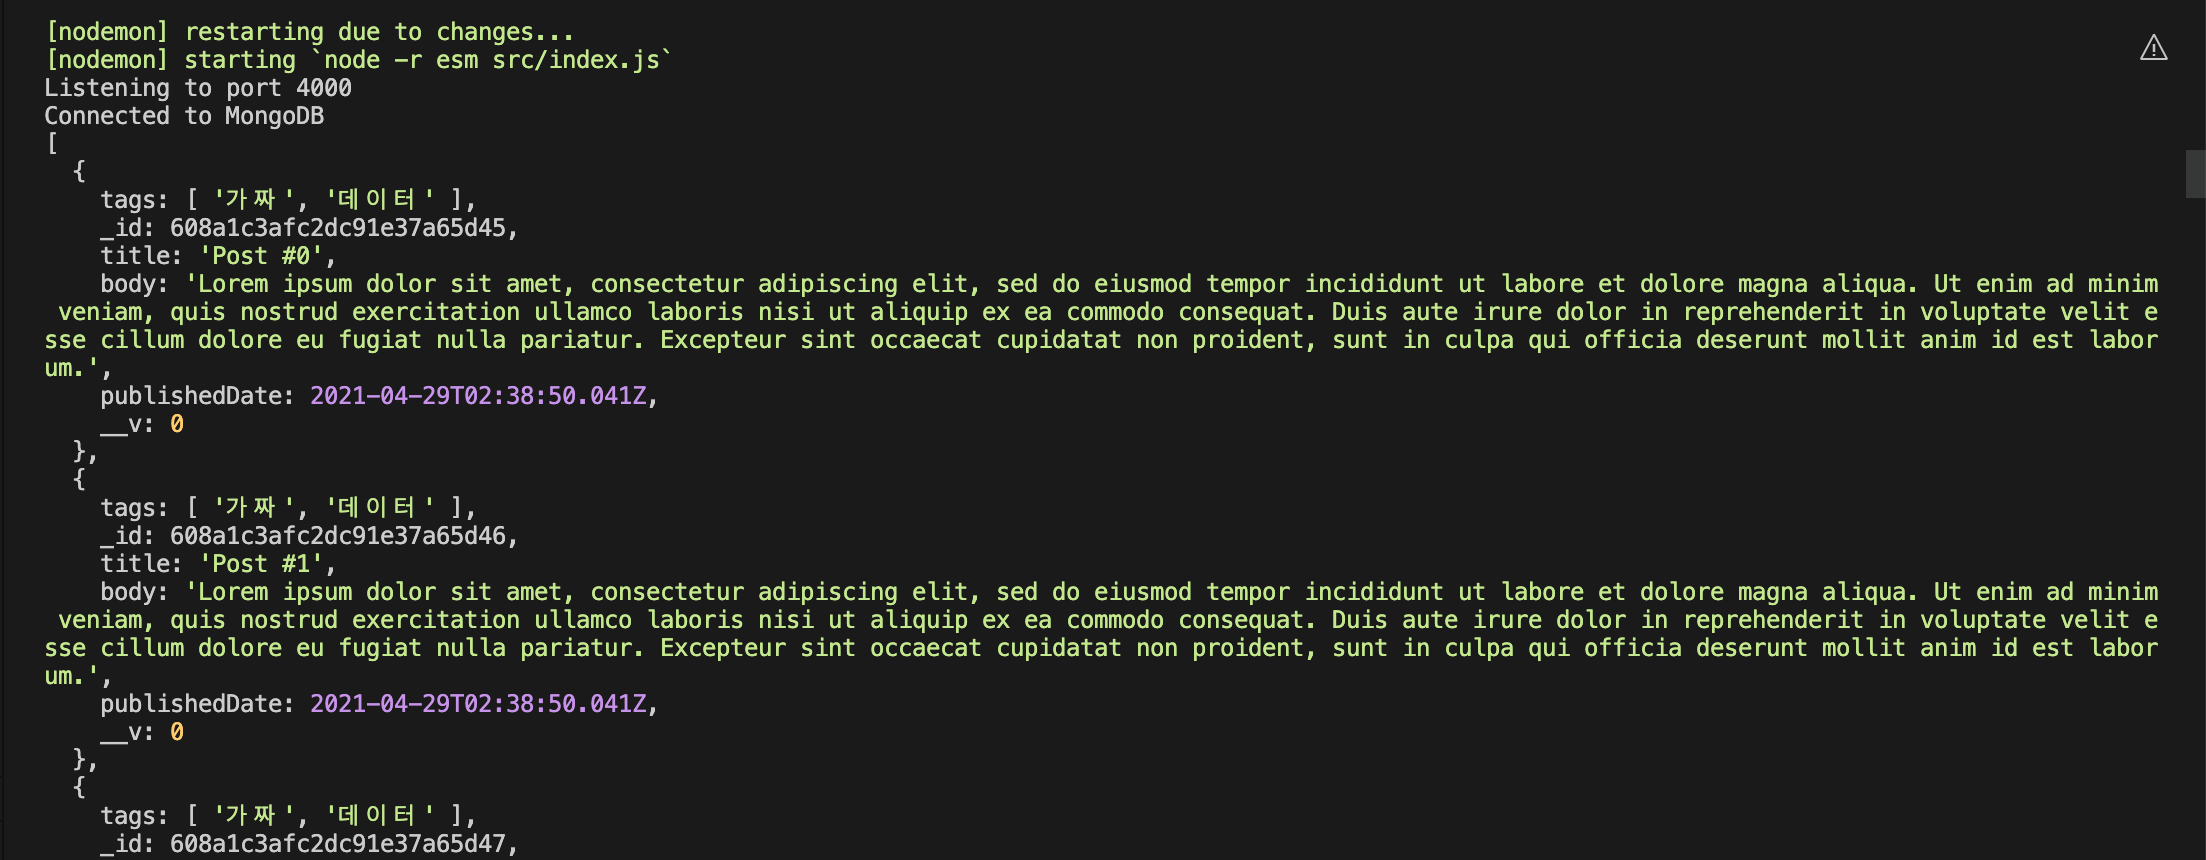 [nodemon] restarting due to changes...
[nodemon] starting `node -r esm src/index.js`
Listening to port 4000
Connected to MongoDB
[
  {
    tags: [ '가짜', '데이터' ],
    _id: 608a1c3afc2dc91e37a65d45,
    title: 'Post #0',
    body: 'Lorem ipsum dolor sit amet, consectetur adipiscing elit, sed do eiusmod tempor incididunt ut labore et dolore magna aliqua. Ut enim ad minim
 veniam, quis nostrud exercitation ullamco laboris nisi ut aliquip ex ea commodo consequat. Duis aute irure dolor in reprehenderit in voluptate velit e
sse cillum dolore eu fugiat nulla pariatur. Excepteur sint occaecat cupidatat non proident, sunt in culpa qui officia deserunt mollit anim id est labor
um.',
    publishedDate: 2021-04-29T02:38:50.041Z,
    __v: 0
  },
  {
    tags: [ '가짜', '데이터' ],
    _id: 608a1c3afc2dc91e37a65d46,
    title: 'Post #1',
    body: 'Lorem ipsum dolor sit amet, consectetur adipiscing elit, sed do eiusmod tempor incididunt ut labore et dolore magna aliqua. Ut enim ad minim
 veniam, quis nostrud exercitation ullamco laboris nisi ut aliquip ex ea commodo consequat. Duis aute irure dolor in reprehenderit in voluptate velit e
sse cillum dolore eu fugiat nulla pariatur. Excepteur sint occaecat cupidatat non proident, sunt in culpa qui officia deserunt mollit anim id est labor
um.',
    publishedDate: 2021-04-29T02:38:50.041Z,
    __v: 0
  },
  {
    tags: [ '가짜', '데이터' ],
    _id: 608a1c3afc2dc91e37a65d47,